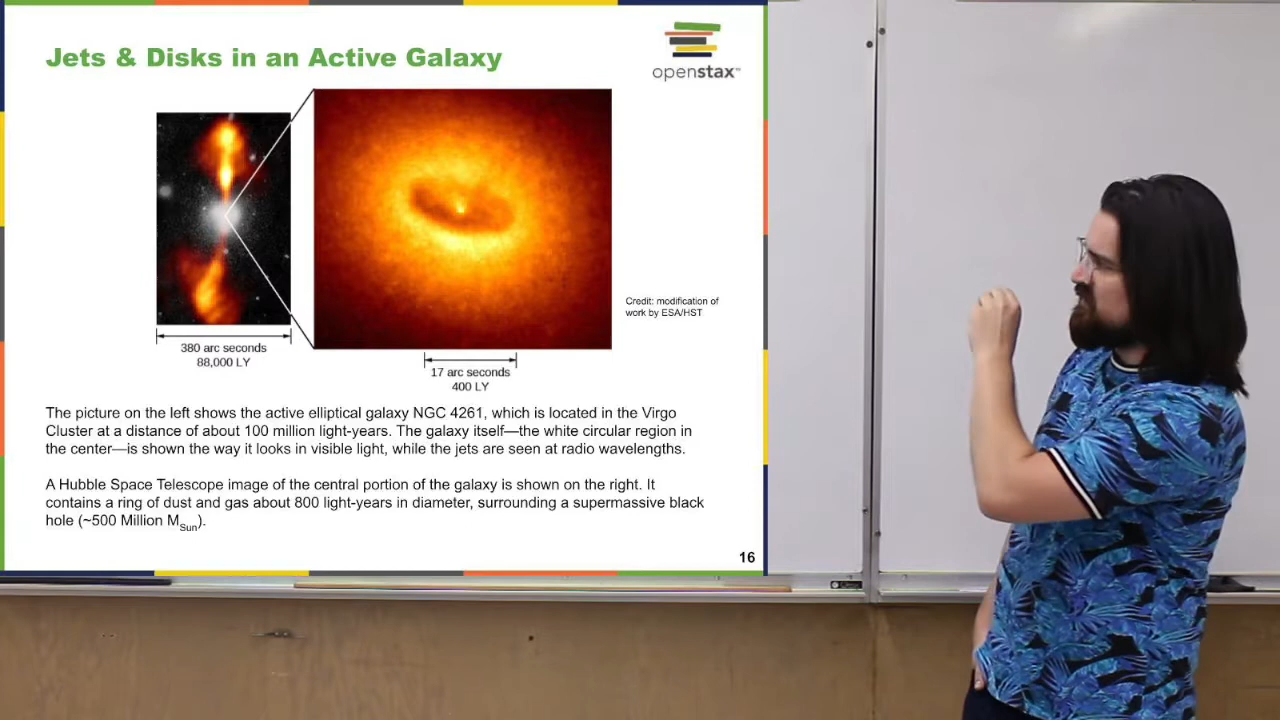 Jets & Disks in an Active Galaxy
openstax™
380 arc seconds
88,000 LY
17 arc seconds
400 LY
Credit: modification of
work by ESA/HST
The picture on the left shows the active elliptical galaxy NGC 4261, which is located in the Virgo
Cluster at a distance of about 100 million light-years. The galaxy itself—the white circular region in
the center—is shown the way it looks in visible light, while the jets are seen at radio wavelengths.
A Hubble Space Telescope image of the central portion of the galaxy is shown on the right. It
contains a ring of dust and gas about 800 light-years in diameter, surrounding a supermassive black
hole (~500 Million MSun).
16